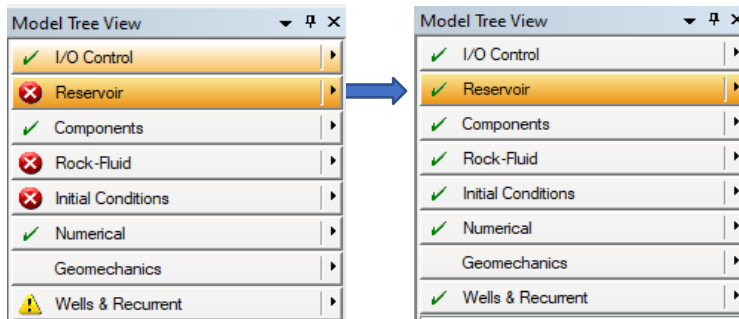 Model Tree View
I/O Control
Reservoir
Components
Rock-Fluid
Initial Conditions
Numerical
Geomechanics
Wells & Recurrent
Model Tree View
I/O Control
Reservoir
Components
Rock-Fluid
Initial Conditions
Numerical
Geomechanics
Wells & Recurrent